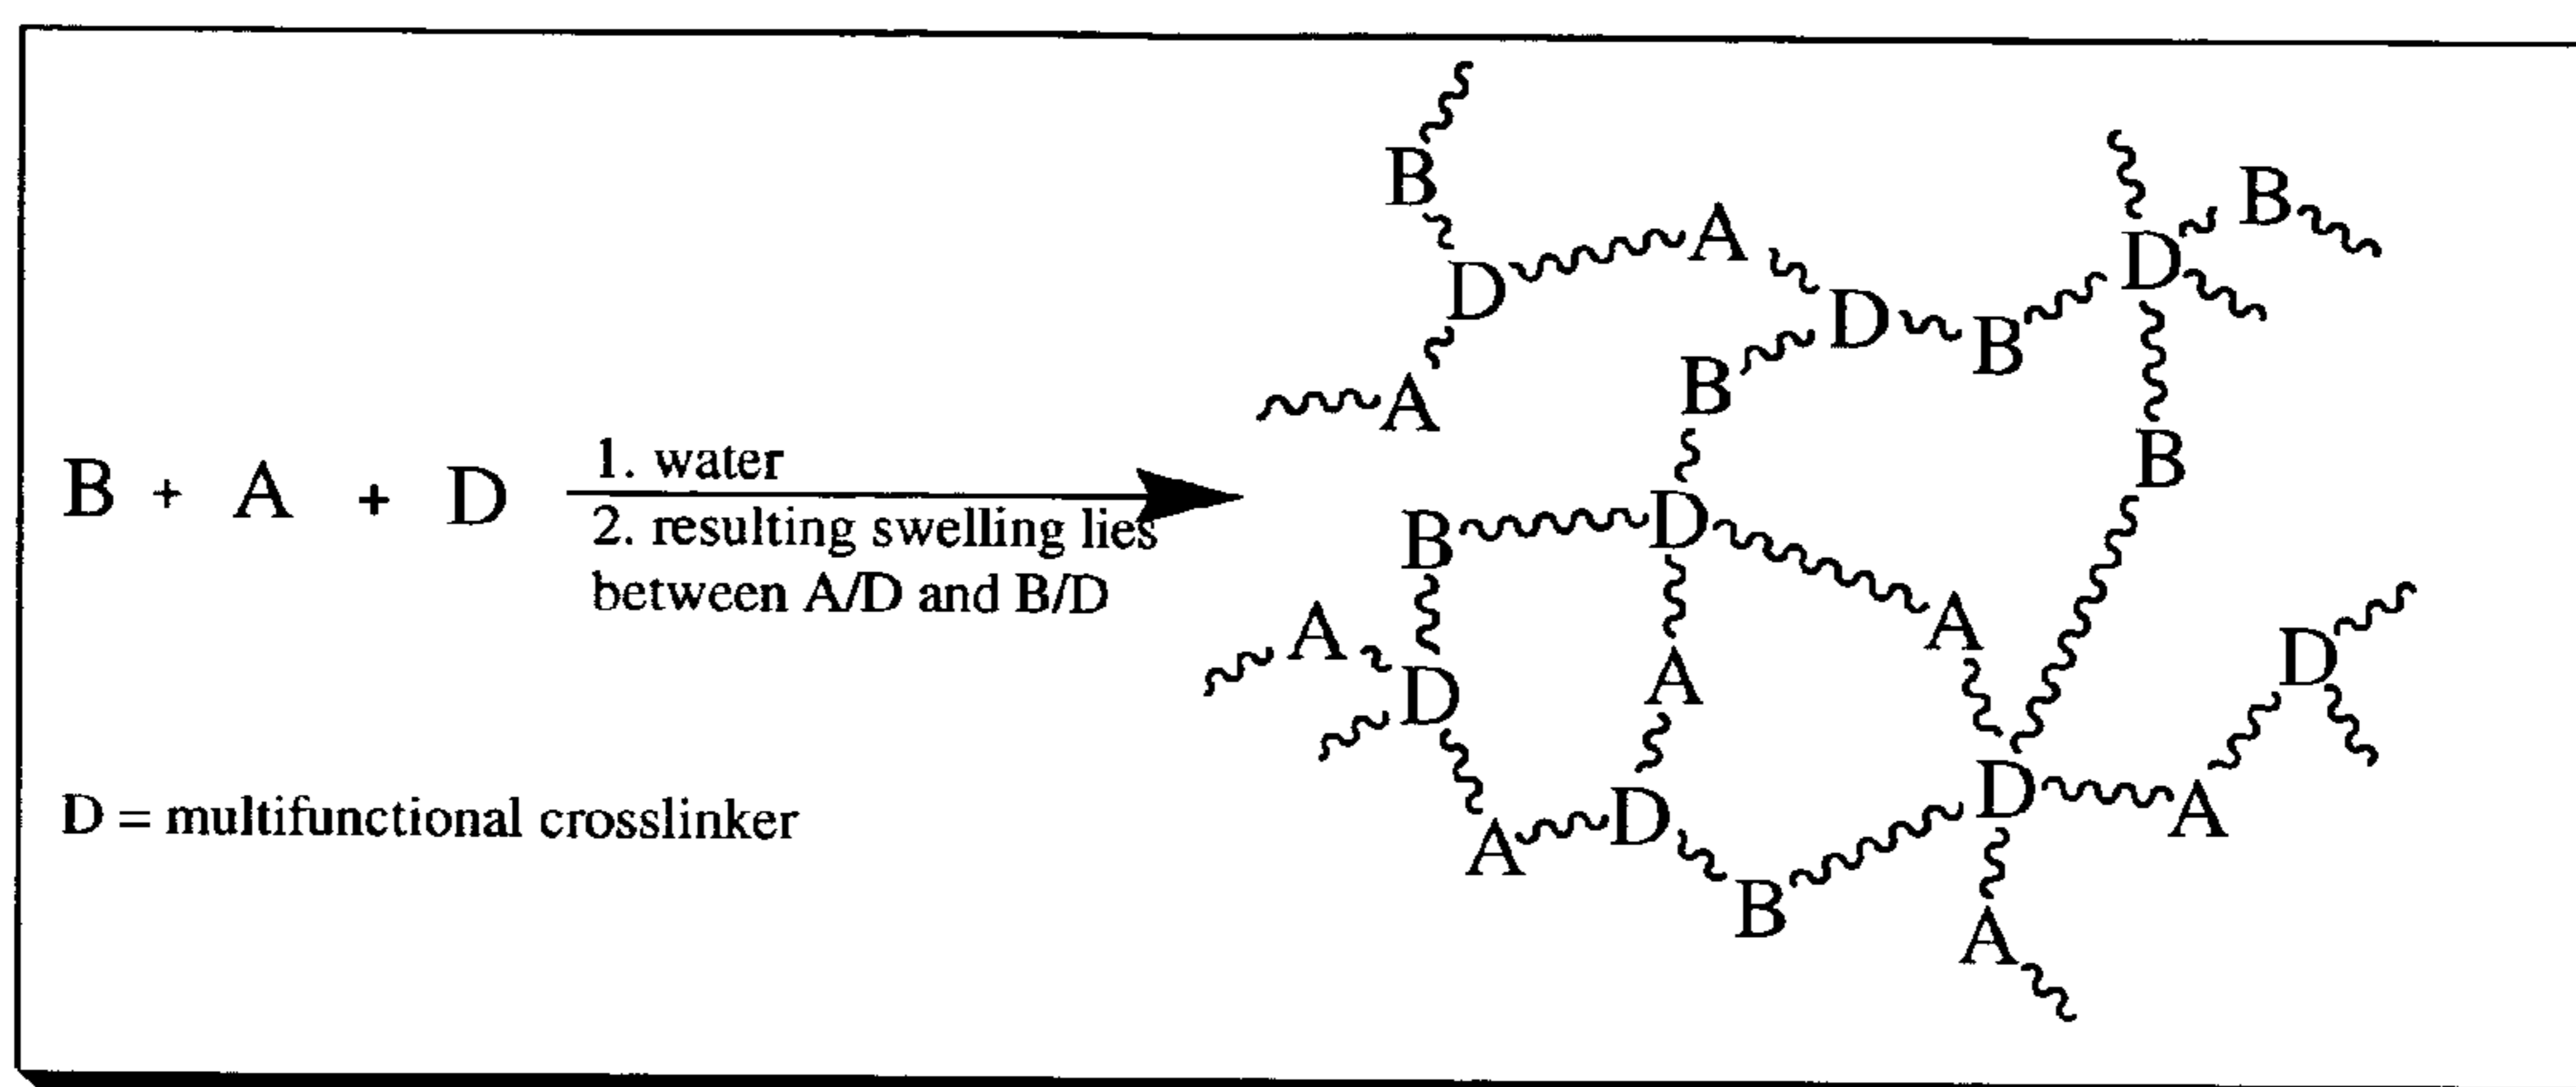 B + A + D
1. water
2. resulting swelling lies
between A/D and B/D
D = multifunctional crosslinker
B
B
D
A
D
B
D
B
A
B
B
D
A
A
D
B
A
D
A
D
A
D
B
A